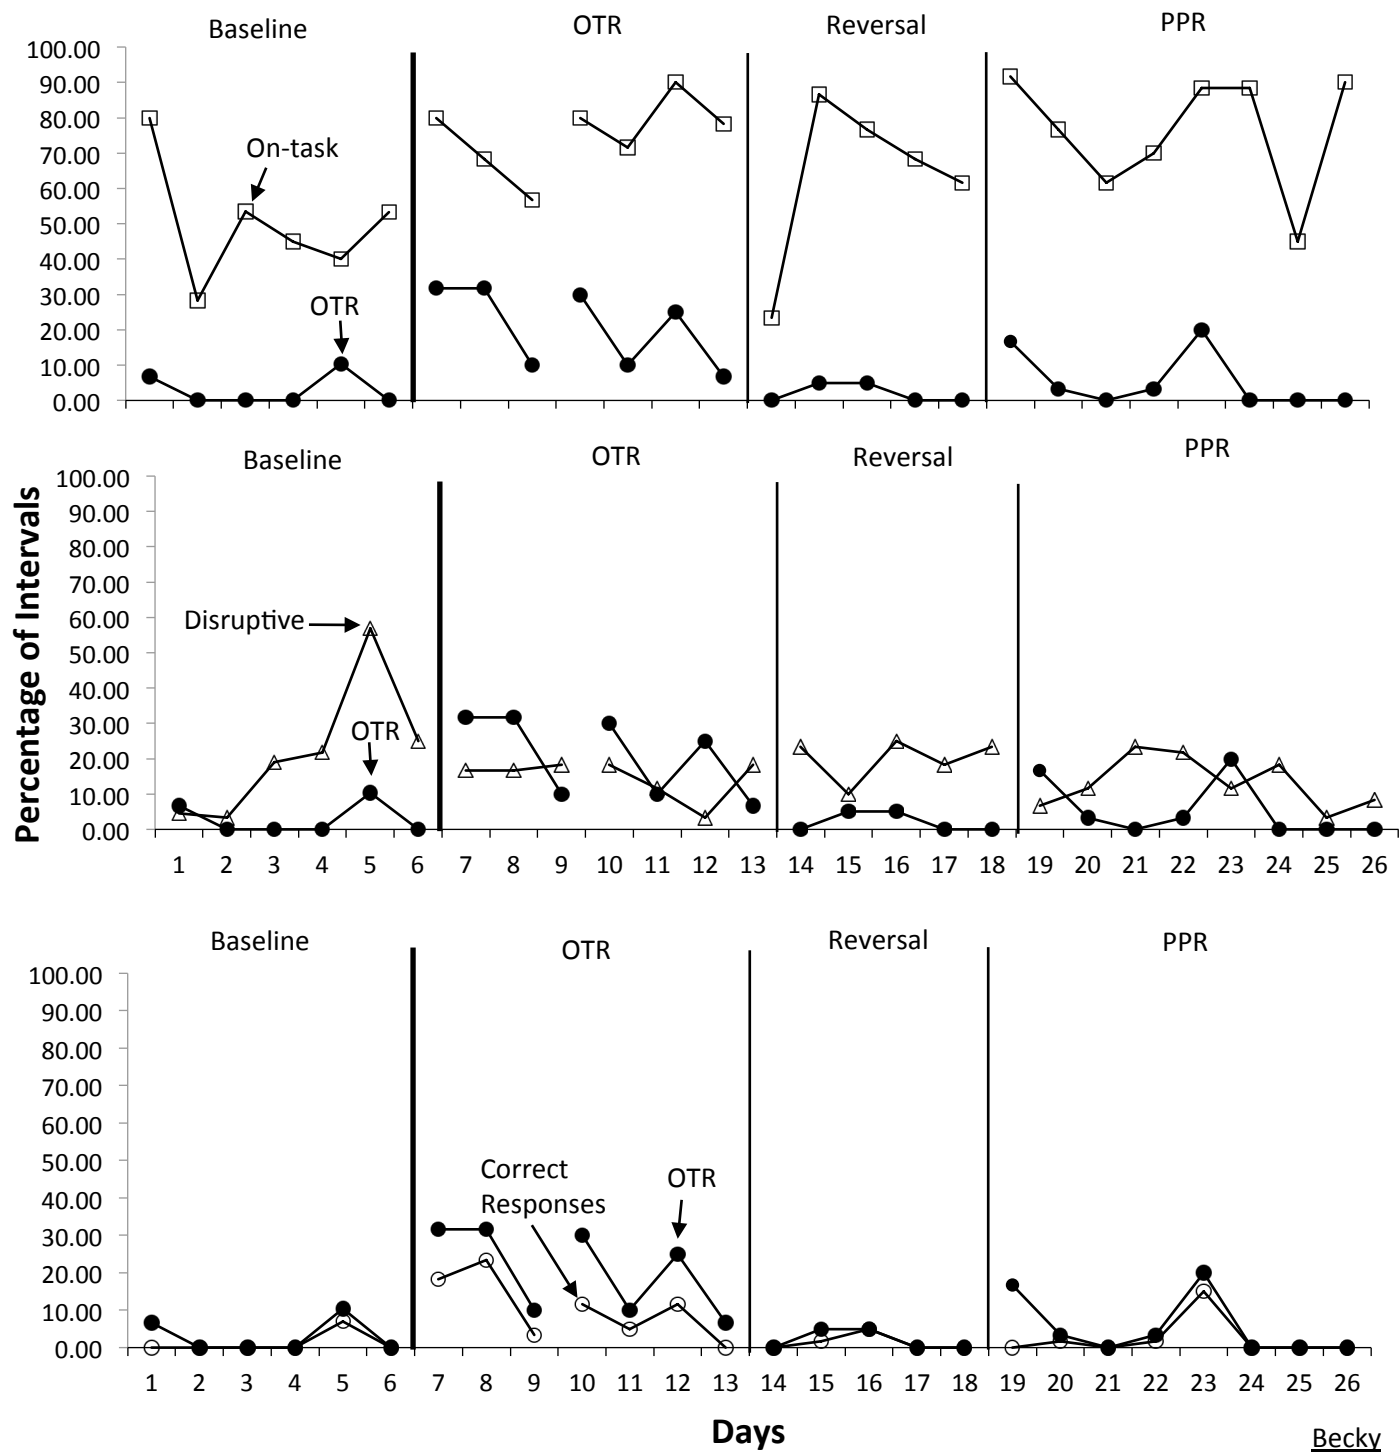 Baseline OTR Reversal PPR
100.00
90.00
80.00
70.00
60.00
50.00
40.00
30.00
20.00
10.00
0.00
On-task
OTR
Baseline OTR Reversal PPR
100.00
90.00
80.00
70.00
60.00
50.00
40.00
30.00
20.00
10.00
0.00
Percentage of Intervals
Disruptive
OTR
1 2 3 4 5 6 7 8 9 10 11 12 13 14 15 16 17 18 19 20 21 22 23 24 25 26
Baseline OTR Reversal PPR
100.00
90.00
80.00
70.00
60.00
50.00
40.00
30.00
20.00
10.00
0.00
Correct
Responses
OTR
1 2 3 4 5 6 7 8 9 10 11 12 13 14 15 16 17 18 19 20 21 22 23 24 25 26
Days
Becky